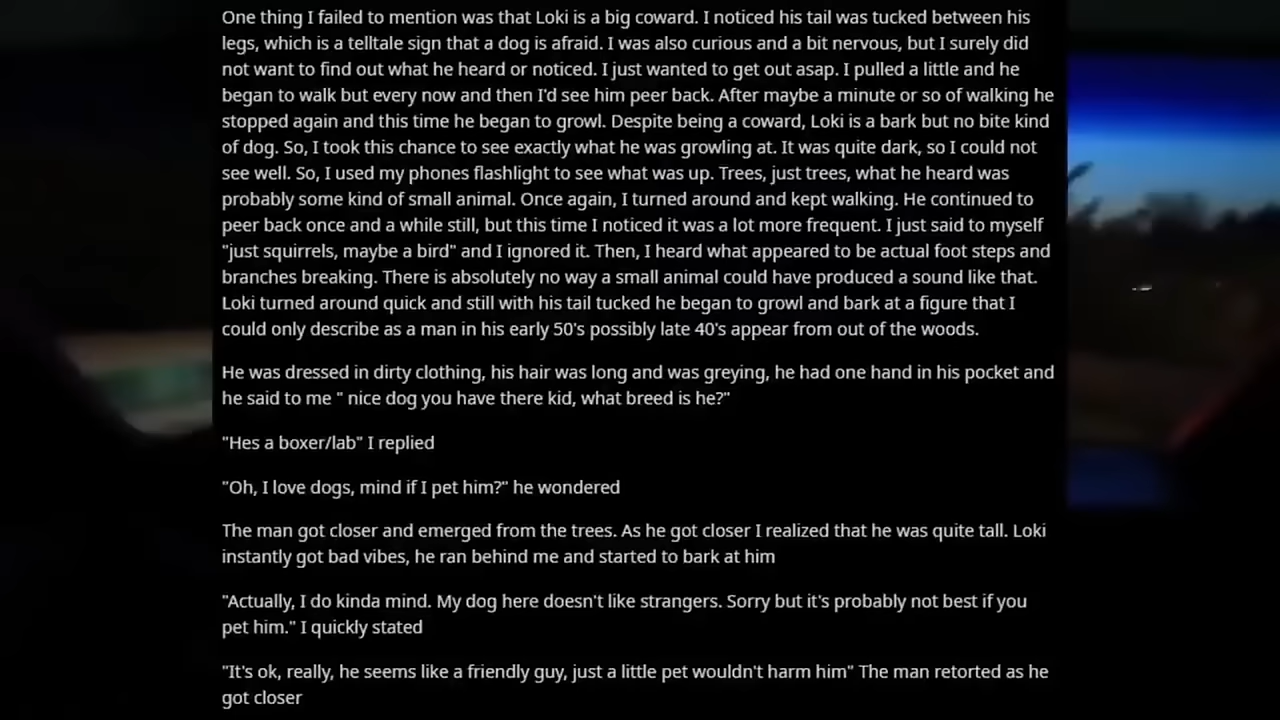 One thing I failed to mention was that Loki is a big coward. I noticed his tail was tucked between his
legs, which is a telltale sign that a dog is afraid. I was also curious and a bit nervous, but I surely did
not want to find out what he heard or noticed. I just wanted to get out asap. I pulled a little and he
began to walk but every now and then I'd see him peer back. After maybe a minute or so of walking he
stopped again and this time he began to growl. Despite being a coward, Loki is a bark but no bite kind
of dog. So, I took this chance to see exactly what he was growling at. It was quite dark, so I could not
see well. So, I used my phones flashlight to see what was up. Trees, just trees, what he heard was
probably some kind of small animal. Once again, I turned around and kept walking. He continued to
peer back once and a while still, but this time I noticed it was a lot more frequent. I just said to myself
"just squirrels, maybe a bird" and I ignored it. Then, I heard what appeared to be actual foot steps and
branches breaking. There is absolutely no way a small animal could have produced a sound like that.
Loki turned around quick and still with his tail tucked he began to growl and bark at a figure that I
could only describe as a man in his early 50's possibly late 40's appear from out of the woods.
He was dressed in dirty clothing, his hair was long and was greying, he had one hand in his pocket and
he said to me " nice dog you have there kid, what breed is he?"
"Hes a boxer/lab" I replied
"Oh, I love dogs, mind if I pet him?" he wondered
The man got closer and emerged from the trees. As he got closer I realized that he was quite tall. Loki
instantly got bad vibes, he ran behind me and started to bark at him
"Actually, I do kinda mind. My dog here doesn't like strangers. Sorry but it's probably not best if you
pet him." I quickly stated
"It's ok, really, he seems like a friendly guy, just a little pet wouldn't harm him" The man retorted as he
got closer